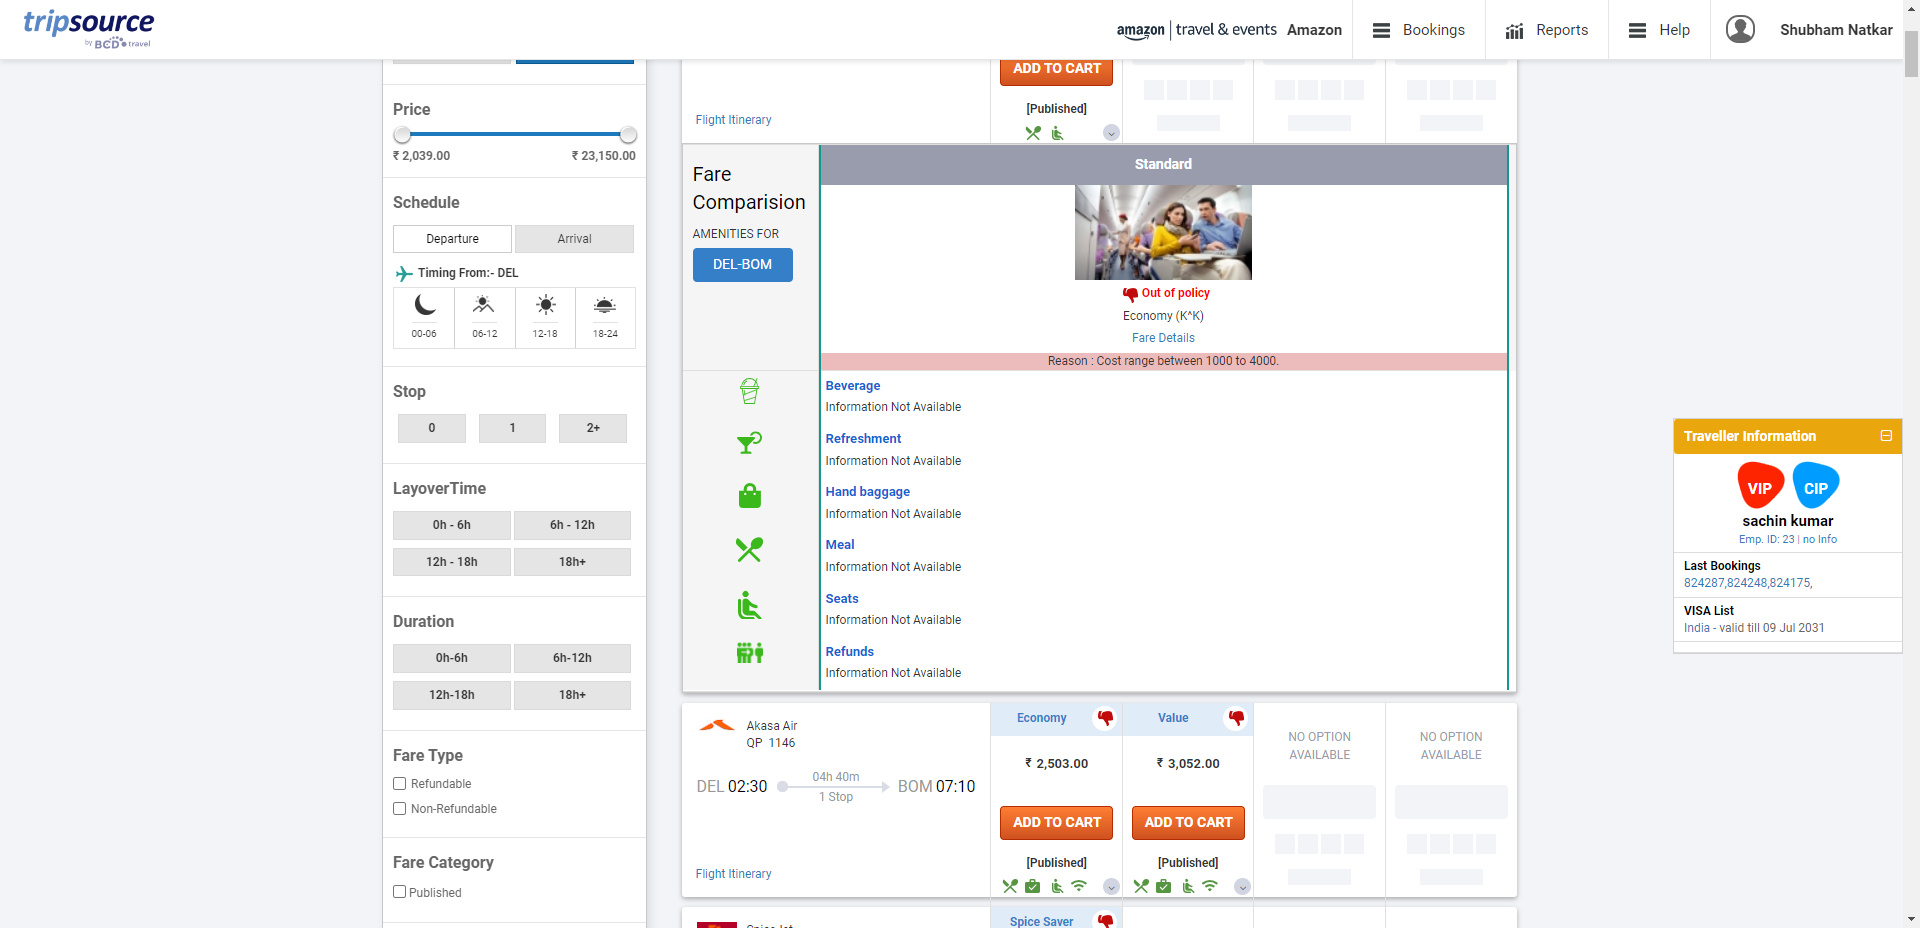 tripsource
by BCD travel
amazon | travel & events Amazon
Bookings
Reports
Help
Shubham Natkar
Price
₹ 2,039.00
₹ 23,150.00
Schedule
Departure
Arrival
Timing From:- DEL
00-06
06-12
12-18
18-24
Stop
0
1
2+
LayoverTime
0h - 6h
6h - 12h
12h - 18h
18h+
Duration
0h-6h
6h-12h
12h-18h
18h+
Fare Type
Refundable
Non-Refundable
Fare Category
Published
ADD TO CART
[Published]
Flight Itinerary
Fare
Comparision
AMENITIES FOR
DEL-BOM
Standard
Out of policy
Economy (K^K)
Fare Details
Reason : Cost range between 1000 to 4000.
Beverage
Information Not Available
Refreshment
Information Not Available
Hand baggage
Information Not Available
Meal
Information Not Available
Seats
Information Not Available
Refunds
Information Not Available
Akasa Air
QP 1146
DEL 02:30
04h 40m
1 Stop
BOM 07:10
Flight Itinerary
Economy
₹ 2,503.00
ADD TO CART
[Published]
Value
₹ 3,052.00
ADD TO CART
[Published]
NO OPTION
AVAILABLE
NO OPTION
AVAILABLE
Spice Saver
Traveller Information
VIP
CIP
sachin kumar
Emp. ID: 23 | no Info
Last Bookings
824287,824248,824175,
VISA List
India - valid till 09 Jul 2031